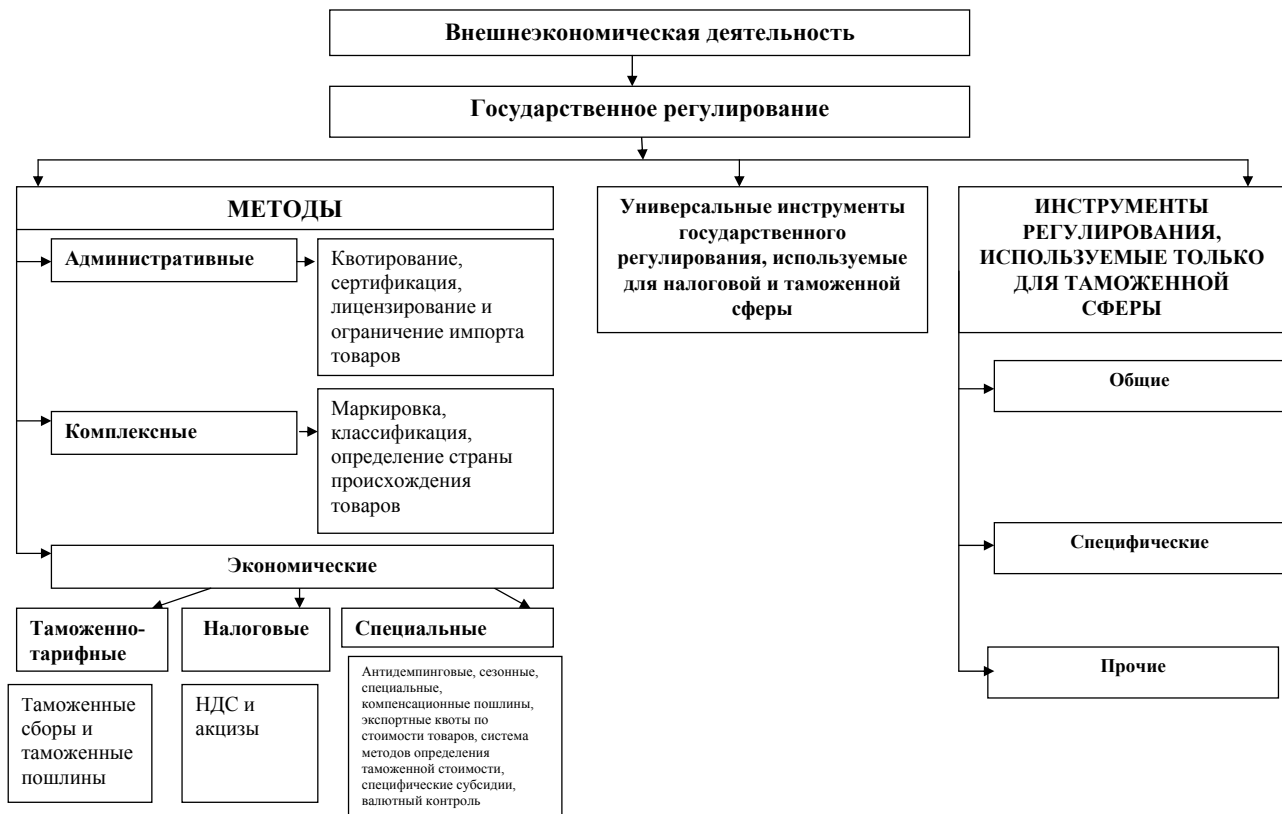 Внешнеэкономическая деятельность
Государственное регулирование
МЕТОДЫ
Административные
Квотирование,
сертификация,
лицензирование и
ограничение импорта
товаров
Комплексные
Маркировка,
классификация,
определение страны
происхождения
товаров
Экономические
Таможенно-
тарифные
Таможенные
сборы и
таможенные
пошлины
Налоговые
НДС и
акцизы
Специальные
Антидемпинговые, сезонные,
специальные,
компенсационные пошлины,
экспортные квоты по
стоимости товаров, система
методов определения
таможенной стоимости,
специфические субсидии,
валютный контроль
Универсальные инструменты
государственного
регулирования, используемые
для налоговой и таможенной
сферы
ИНСТРУМЕНТЫ
РЕГУЛИРОВАНИЯ,
ИСПОЛЬЗУЕМЫЕ ТОЛЬКО
ДЛЯ ТАМОЖЕННОЙ
СФЕРЫ
Общие
Специфические
Прочие